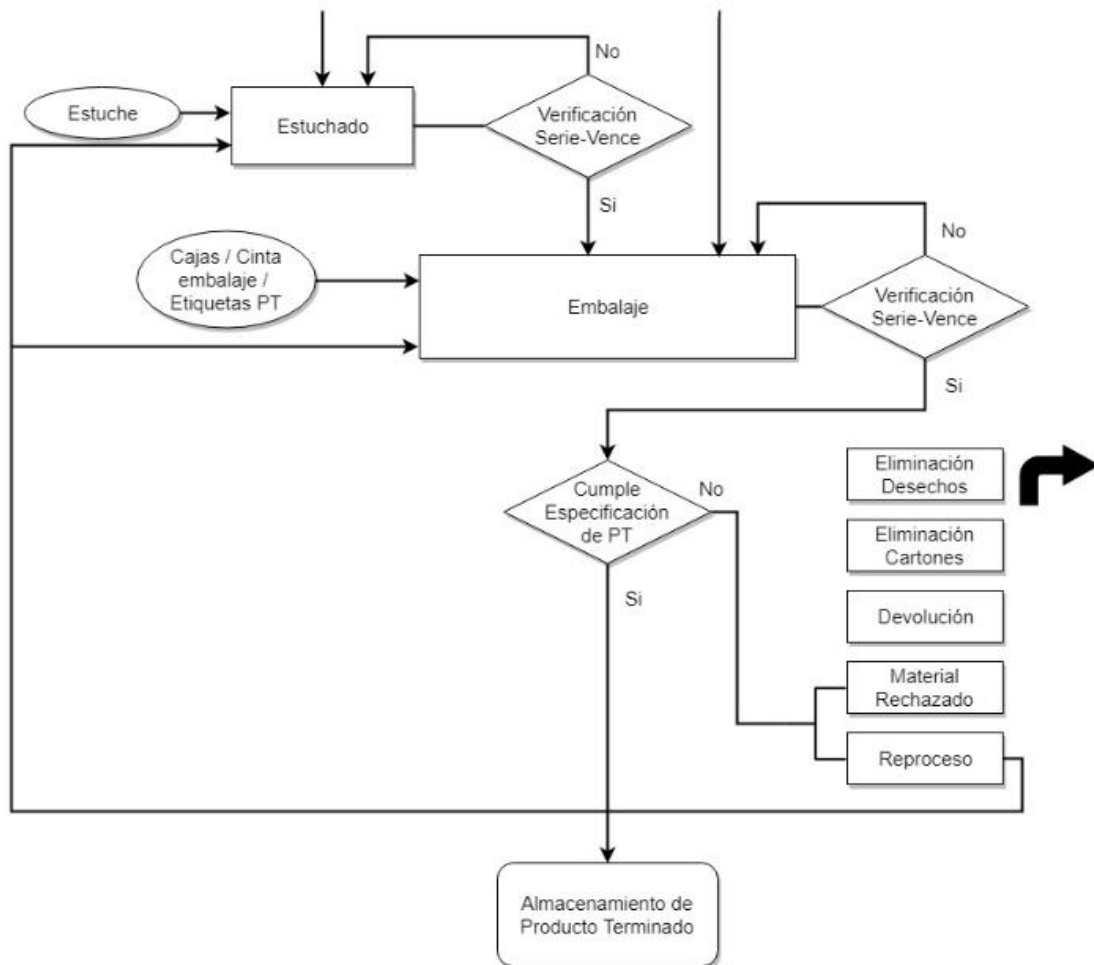 No
Estuche
Estuchado
Verificación
Serie-Vence
Si
No
Cajas / Cinta
embalaje /
Etiquetas PT
Embalaje
Verificación
Serie-Vence
Si
Cumple
Especificación
de PT
No
Si
Eliminación
Desechos
Eliminación
Cartones
Devolución
Material
Rechazado
Reproceso
Almacenamiento de
Producto Terminado